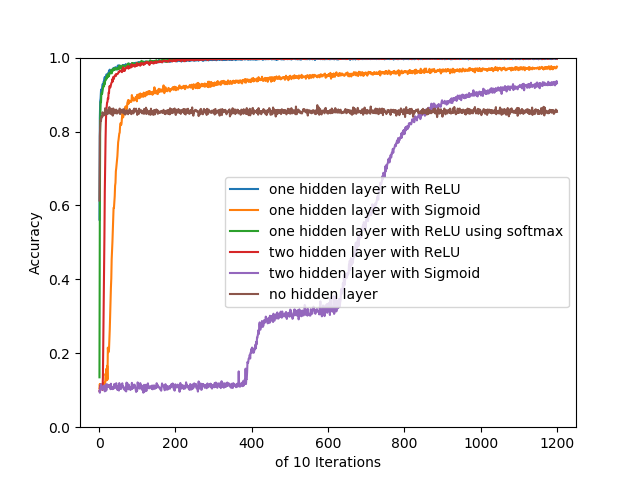 1.0
0.8
0.6
0.4
0.2
0.0
Accuracy
one hidden layer with ReLU
one hidden layer with Sigmoid
one hidden layer with ReLU using softmax
two hidden layer with ReLU
two hidden layer with Sigmoid
no hidden layer
0 200 400 600 800 1000 1200
of 10 Iterations